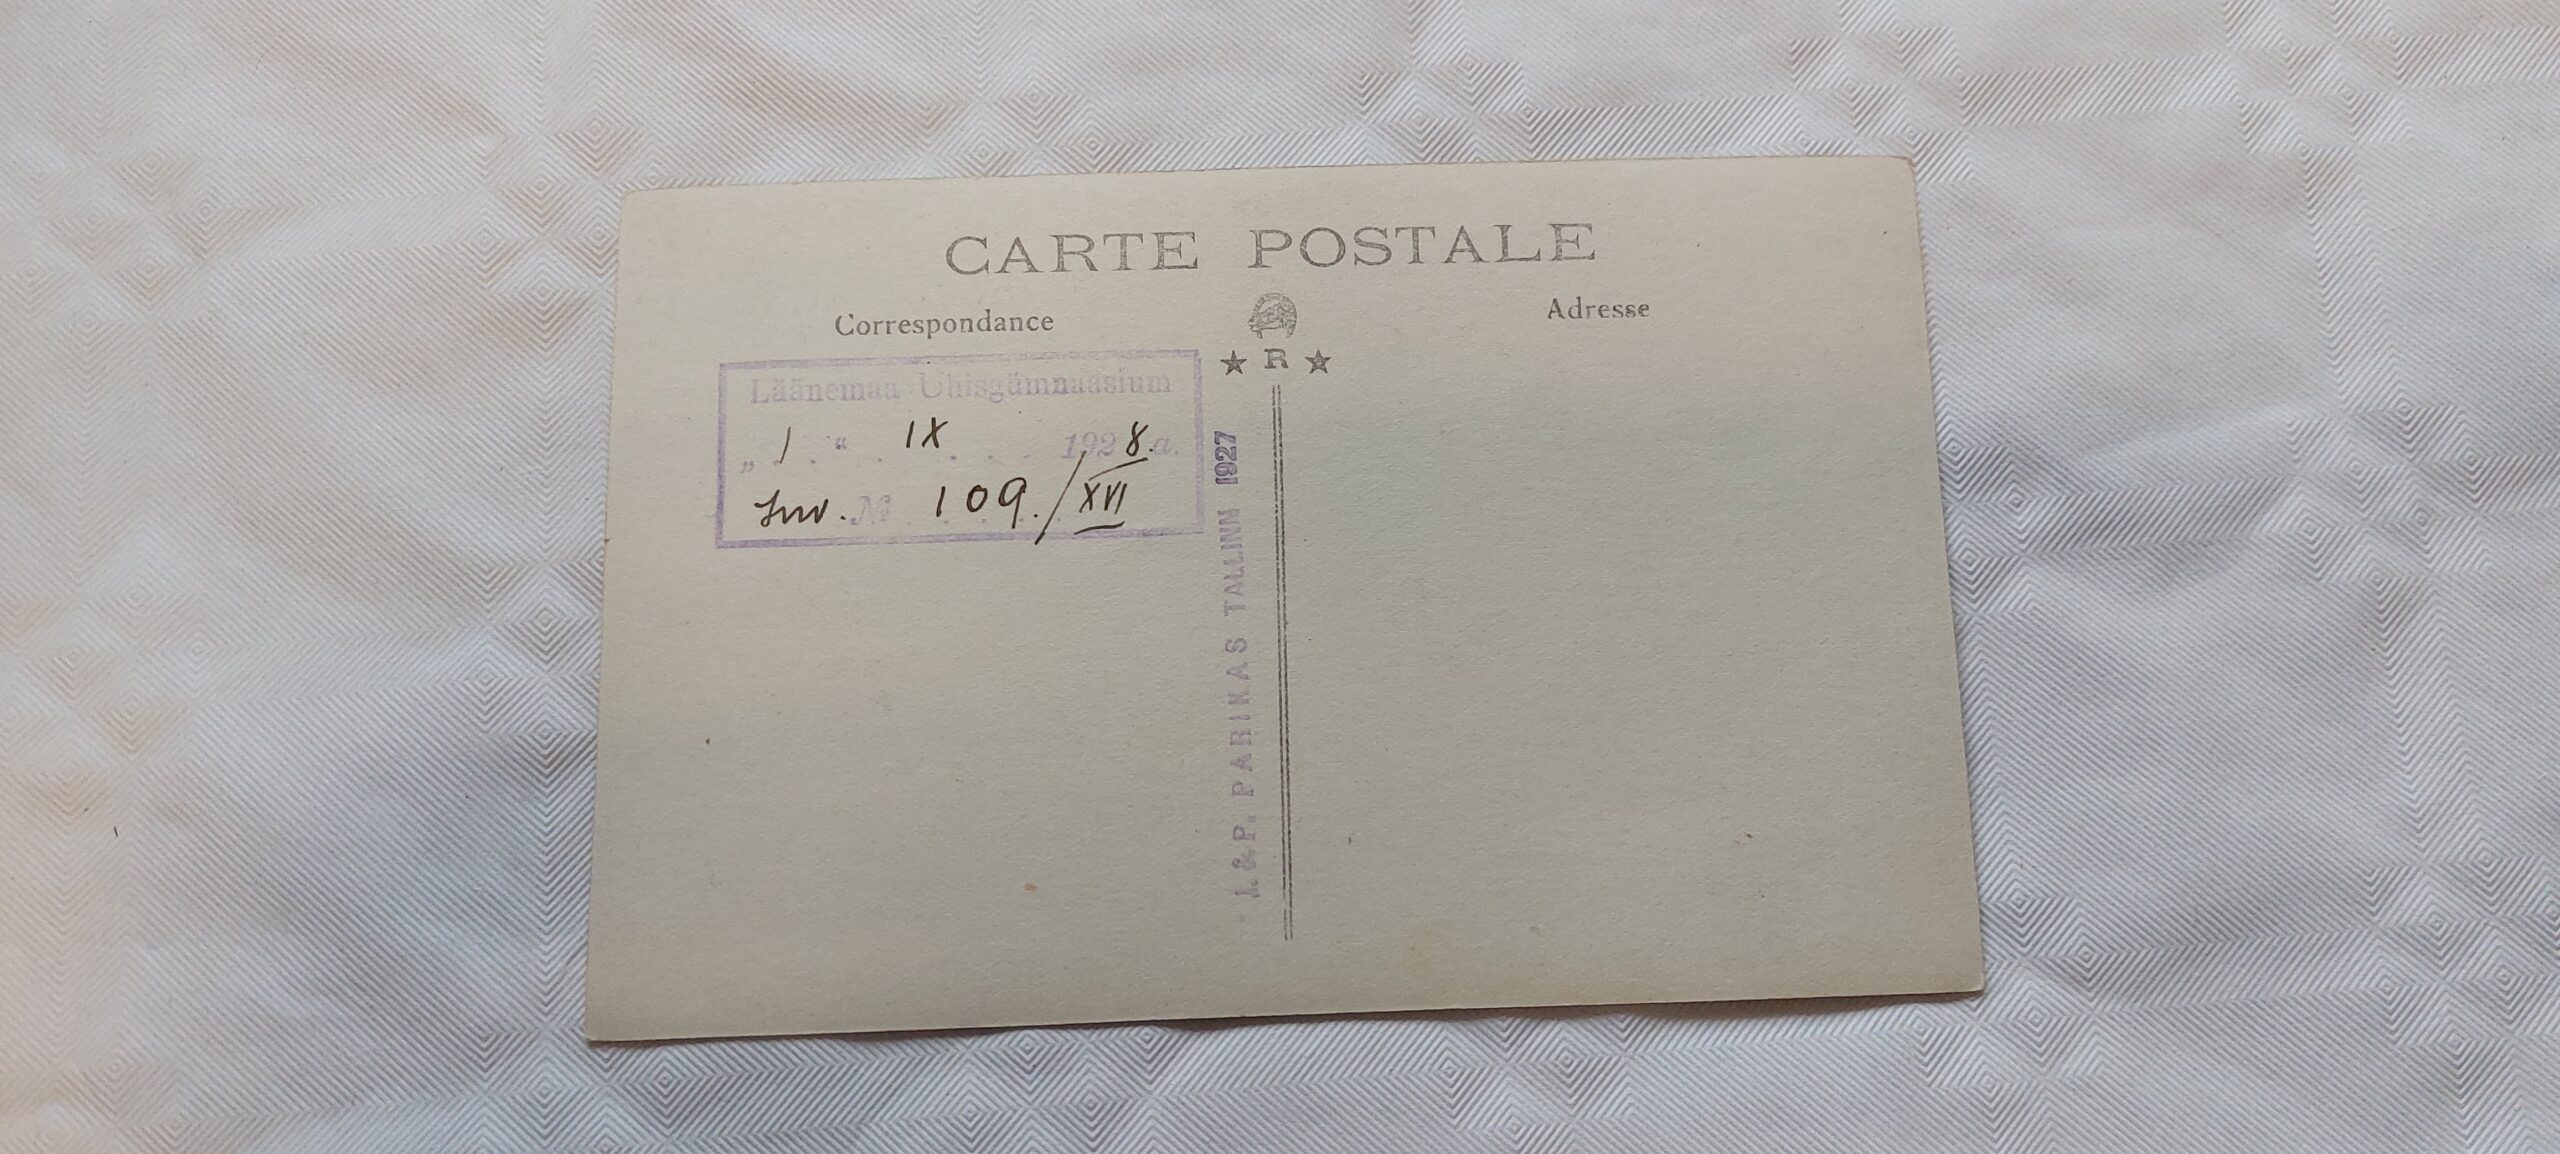 CARTE POSTALE
Correspondance
Adresse
★ R ★
Läänemaa Ühisgümnaasium
„ 1 . “ . IX . . . 1928. a.
Inv. № 109./XVI
J. & P. PARIKAS TALLINN 1927